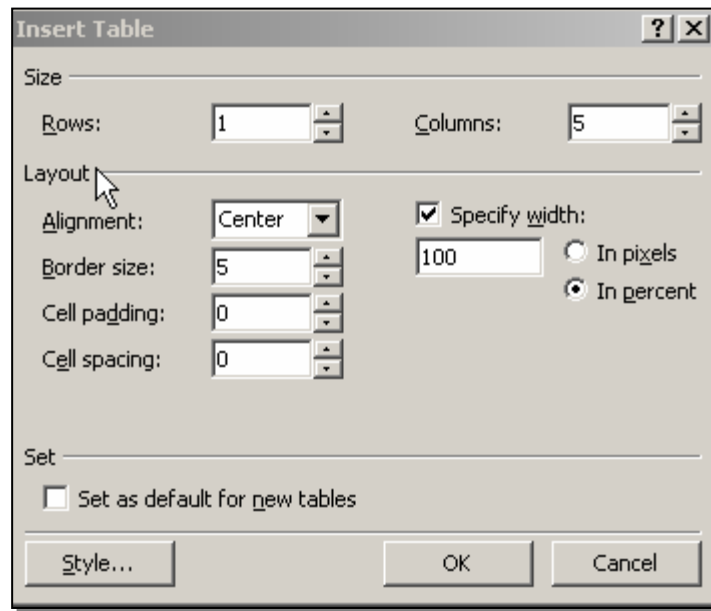 Insert Table
Size
Rows: 1 Columns: 5
Layout
Alignment: Center Specify width:
Border size: 5 100 In pixels
In percent
Cell padding: 0
Cell spacing: 0
Set
Set as default for new tables
Style... OK Cancel